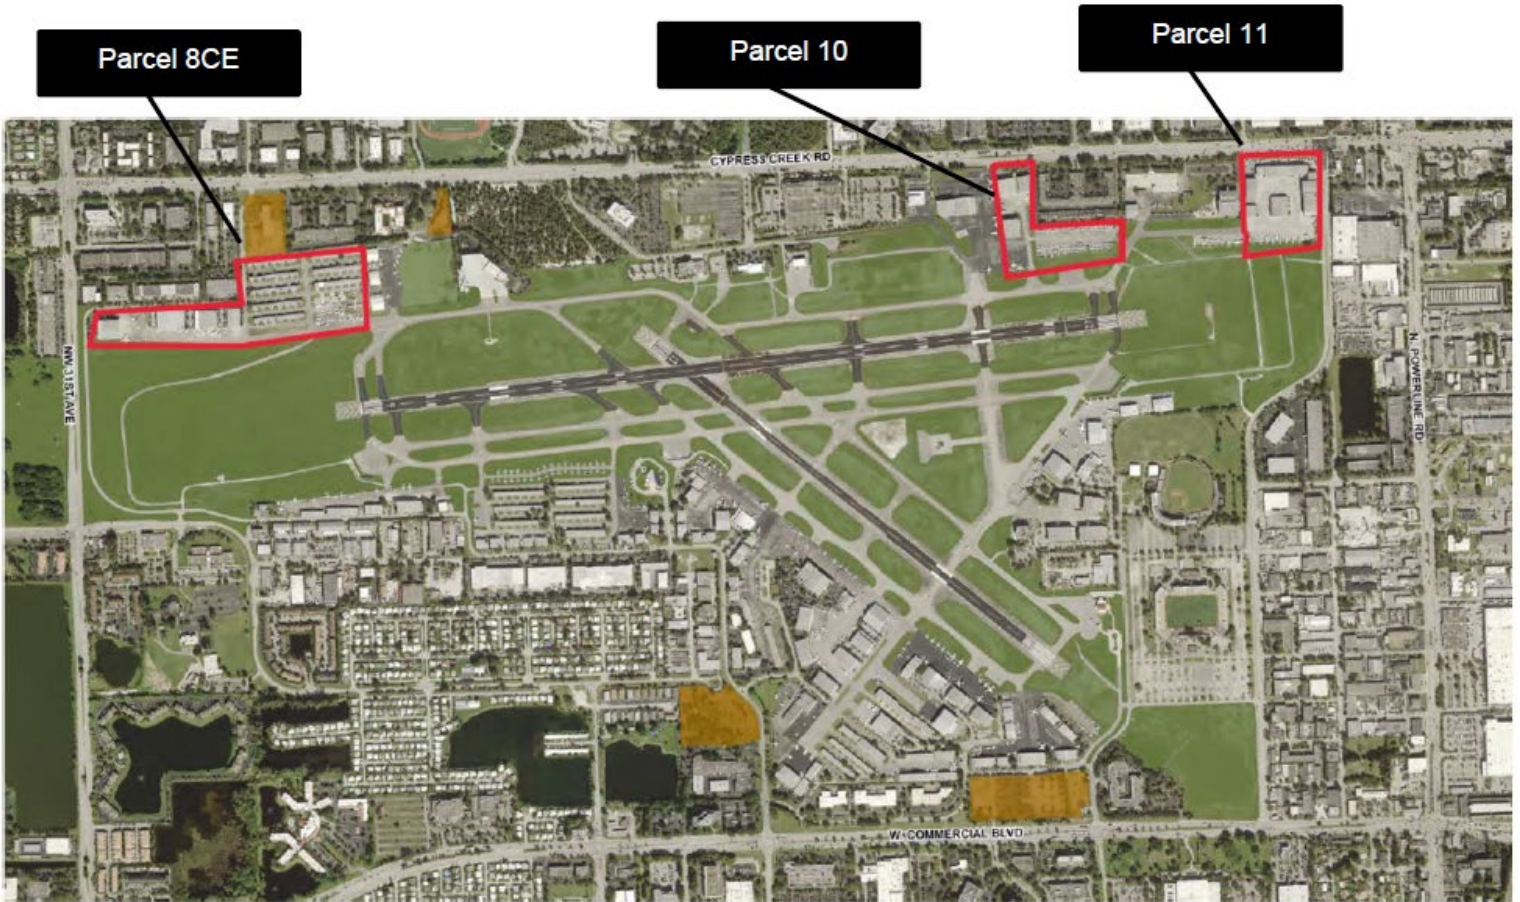 Parcel 8CE
Parcel 10
Parcel 11
CYPRESS CREEK RD
NW 31ST AVE
N. POWERLINE RD
W. COMMERCIAL BLVD